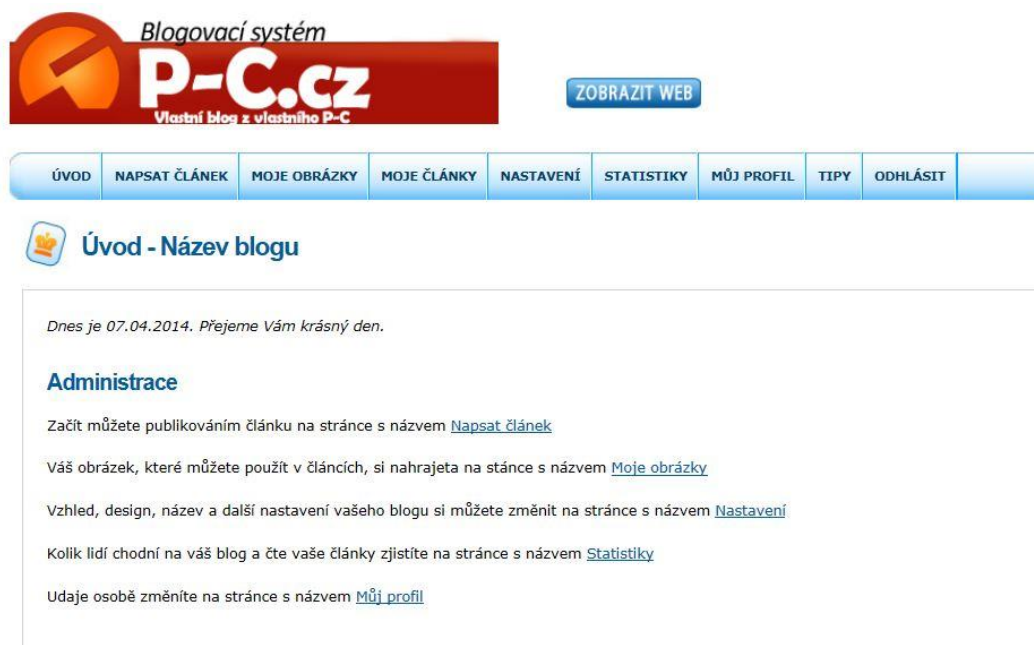 Blogovací systém
P-C.cz
Vlastní blog z vlastního P-C
ZOBRAZIT WEB
ÚVOD NAPSAT ČLÁNEK MOJE OBRÁZKY MOJE ČLÁNKY NASTAVENÍ STATISTIKY MŮJ PROFIL TIPY ODHLÁSIT
Úvod - Název blogu
Dnes je 07.04.2014. Přejeme Vám krásný den.
Administrace
Začít můžete publikováním článku na stránce s názvem Napsat článek
Váš obrázek, které můžete použít v článcích, si nahrajeta na stánce s názvem Moje obrázky
Vzhled, design, název a další nastavení vašeho blogu si můžete změnit na stránce s názvem Nastavení
Kolik lidí chodní na váš blog a čte vaše články zjistíte na stránce s názvem Statistiky
Udaje osobě změníte na stránce s názvem Můj profil